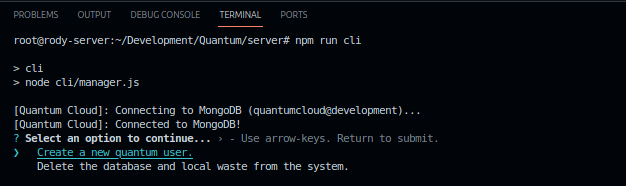 PROBLEMS OUTPUT DEBUG CONSOLE TERMINAL PORTS
root@rody-server:~/Development/Quantum/server# npm run cli
> cli
> node cli/manager.js
[Quantum Cloud]: Connecting to MongoDB (quantumcloud@development)...
[Quantum Cloud]: Connected to MongoDB!
? Select an option to continue... › - Use arrow-keys. Return to submit.
❯ Create a new quantum user.
Delete the database and local waste from the system.